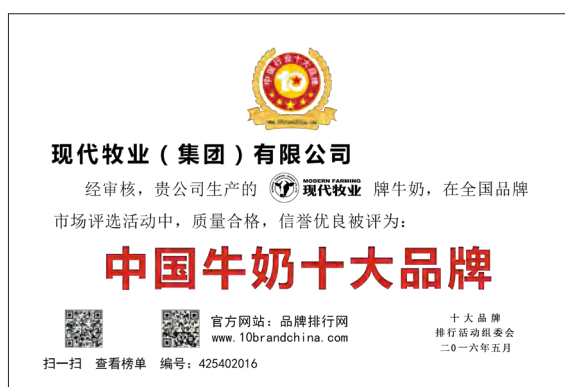 中国行业十大品牌
10
www.10brandchina.com
现代牧业（集团）有限公司
经审核，贵公司生产的 MODERN FARMING 现代牧业 牌牛奶，在全国品牌
市场评选活动中，质量合格，信誉优良被评为：
中国牛奶十大品牌
官方网站：品牌排行网
www.10brandchina.com
扫一扫 查看榜单 编号：425402016
十大品牌
排行活动组委会
二0一六年五月